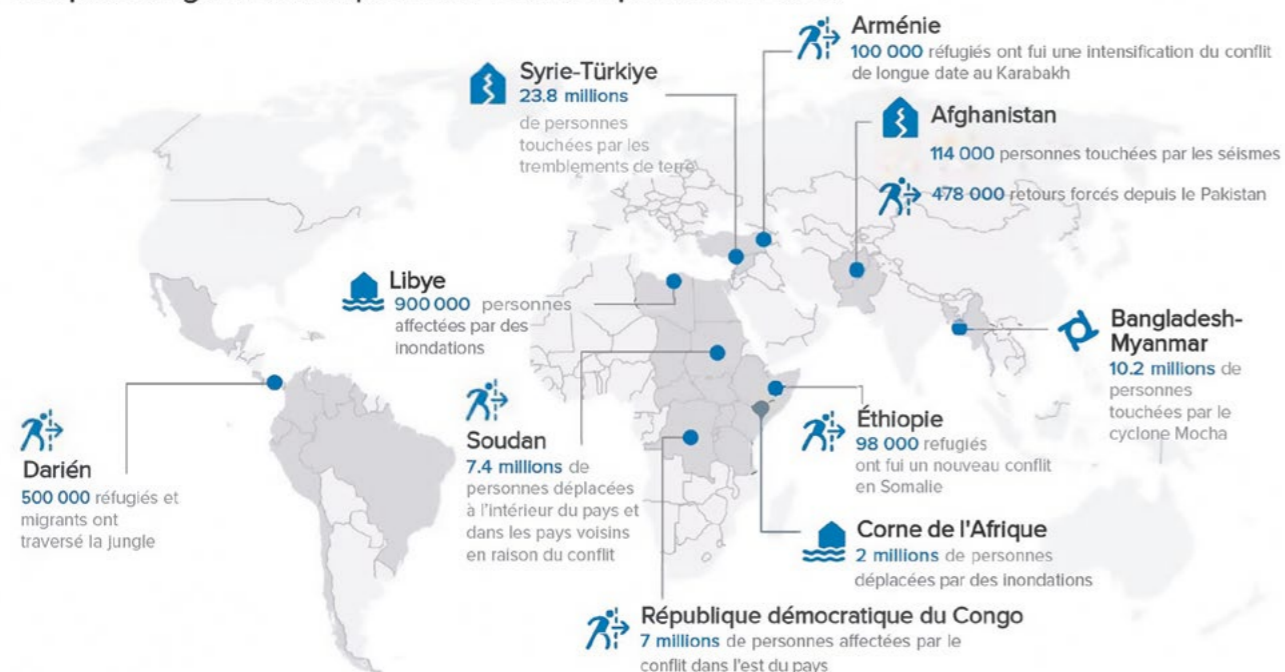 Arménie
100 000 réfugiés ont fui une intensification du conflit
de longue date au Karabakh
Syrie-Türkiye
23.8 millions
de personnes
touchées par les
tremblements de terre
Afghanistan
114 000 personnes touchées par les séismes
478 000 retours forcés depuis le Pakistan
Libye
900 000 personnes
affectées par des
inondations
Bangladesh-
Myanmar
10.2 millions de
personnes
touchées par le
cyclone Mocha
Darién
500 000 réfugiés et
migrants ont
traversé la jungle
Soudan
7.4 millions de
personnes déplacées
à l'intérieur du pays et
dans les pays voisins
en raison du conflit
Éthiopie
98 000 refugiés
ont fui un nouveau conflit
en Somalie
Corne de l'Afrique
2 millions de personnes
déplacées par des inondations
République démocratique du Congo
7 millions de personnes affectées par le
conflit dans l'est du pays